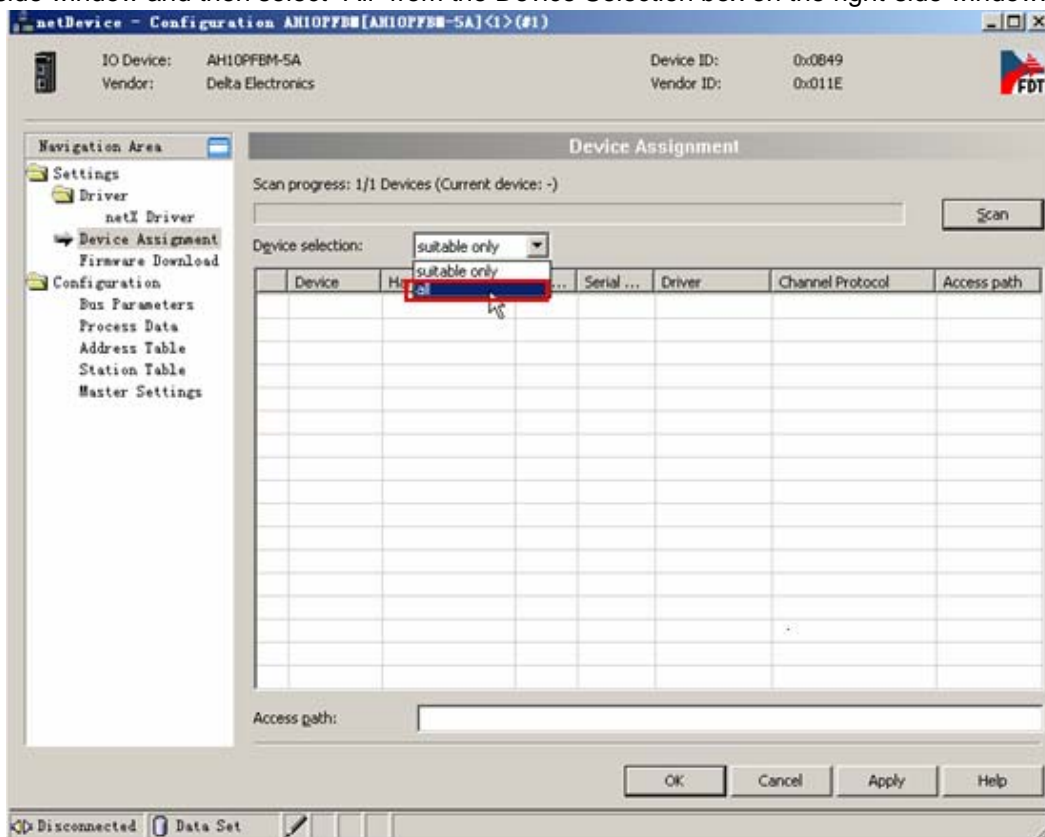 side window and then select "All" from the Device Selection box on the right side window
netDevice - Configuration AH10PFBM[AH10PFBM-5A]<1>(#1)
IO Device: AH10PFBM-5A Device ID: 0x0B49
Vendor: Delta Electronics Vendor ID: 0x011E
FDT
Navigation Area
Device Assignment
Settings
Driver
netX Driver
Device Assignment
Firmware Download
Configuration
Bus Parameters
Process Data
Address Table
Station Table
Master Settings
Scan progress: 1/1 Devices (Current device: -)
Scan
Device selection: suitable only
suitable only
all
Device Ha ... Serial ... Driver Channel Protocol Access path
Access path:
OK Cancel Apply Help
Disconnected Data Set